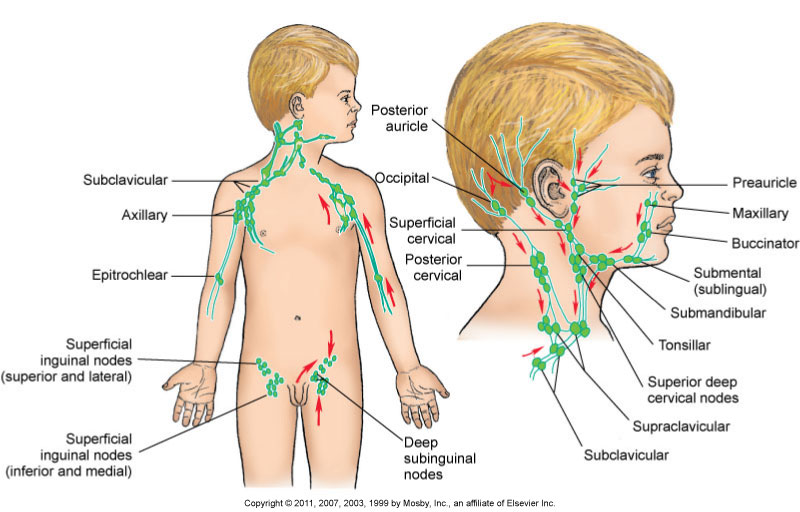 Subclavicular
Axillary
Epitrochlear
Superficial
inguinal nodes
(superior and lateral)
Superficial
inguinal nodes
(inferior and medial)
Deep
subinguinal
nodes
Posterior
auricle
Occipital
Superficial
cervical
Posterior
cervical
Preauricle
Maxillary
Buccinator
Submental
(sublingual)
Submandibular
Tonsillar
Superior deep
cervical nodes
Supraclavicular
Subclavicular
Copyright © 2011, 2007, 2003, 1999 by Mosby, Inc., an affiliate of Elsevier Inc.